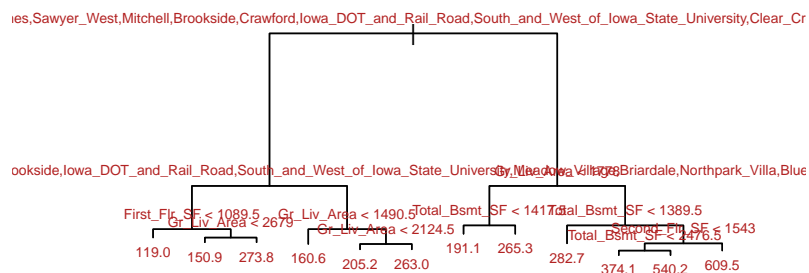 nes,Sawyer_West,Mitchell,Brookside,Crawford,Iowa_DOT_and_Rail_Road,South_and_West_of_Iowa_State_University,Clear_Cr
ookside,Iowa_DOT_and_Rail_Road,South_and_West_of_Iowa_State_University,Meadow_Village,Briardale,Northpark_Villa,Blue
Gr_Liv_Area < 1778
First_Flr_SF < 1089.5
Gr_Liv_Area < 1490.5
Total_Bsmt_SF < 1417.5
Total_Bsmt_SF < 1389.5
Gr_Liv_Area < 2679
Gr_Liv_Area < 2124.5
Second_Flr_SF < 1543
Total_Bsmt_SF < 2476.5
119.0
150.9
273.8
160.6
205.2
263.0
191.1
265.3
282.7
374.1
540.2
609.5